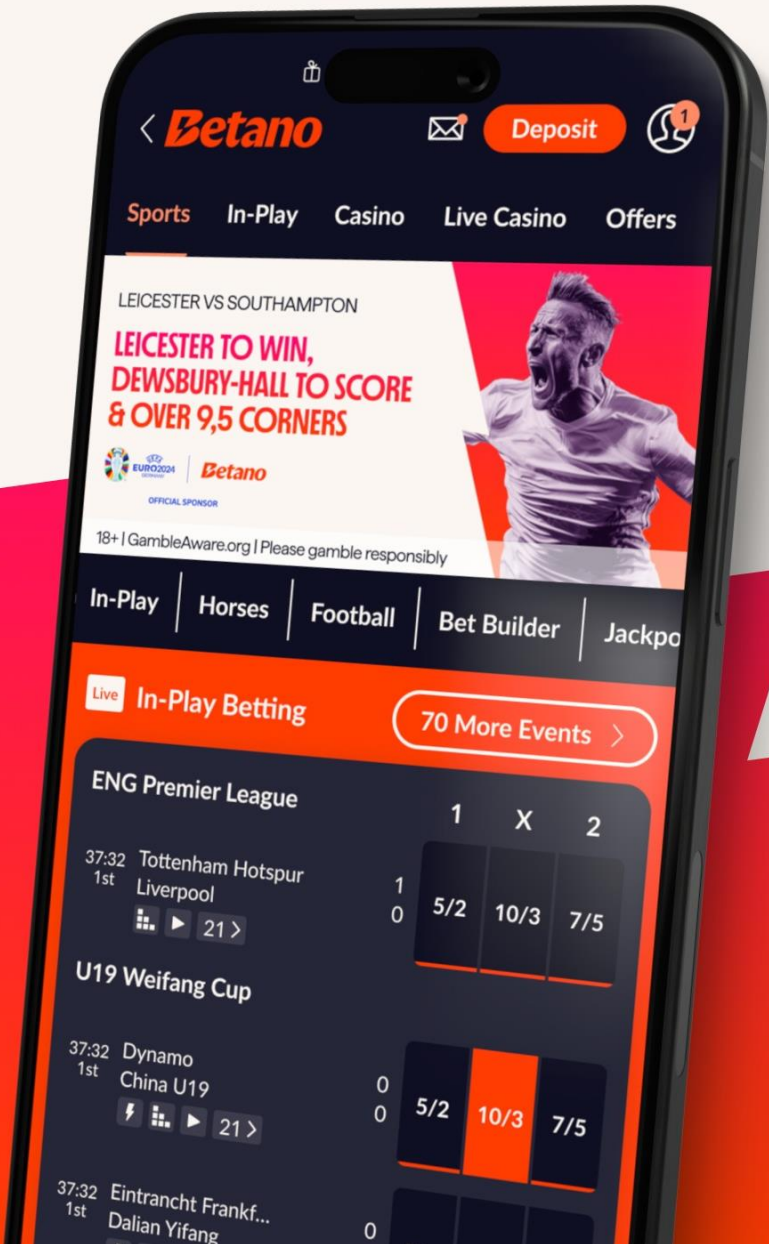 Betano
Deposit
1
Sports In-Play Casino Live Casino Offers
LEICESTER VS SOUTHAMPTON
LEICESTER TO WIN,
DEWSBURY-HALL TO SCORE
& OVER 9,5 CORNERS
UEFA
EURO2024
GERMANY
Betano
OFFICIAL SPONSOR
18+ | GambleAware.org | Please gamble responsibly
In-Play Horses Football Bet Builder Jackpo
Live In-Play Betting 70 More Events >
ENG Premier League 1 X 2
37:32 Tottenham Hotspur 1
1st Liverpool 0
5/2 10/3 7/5
21 >
U19 Weifang Cup
37:32 Dynamo 0
1st China U19 0
5/2 10/3 7/5
21 >
37:32 Eintrancht Frankf... 0
1st Dalian Yifang